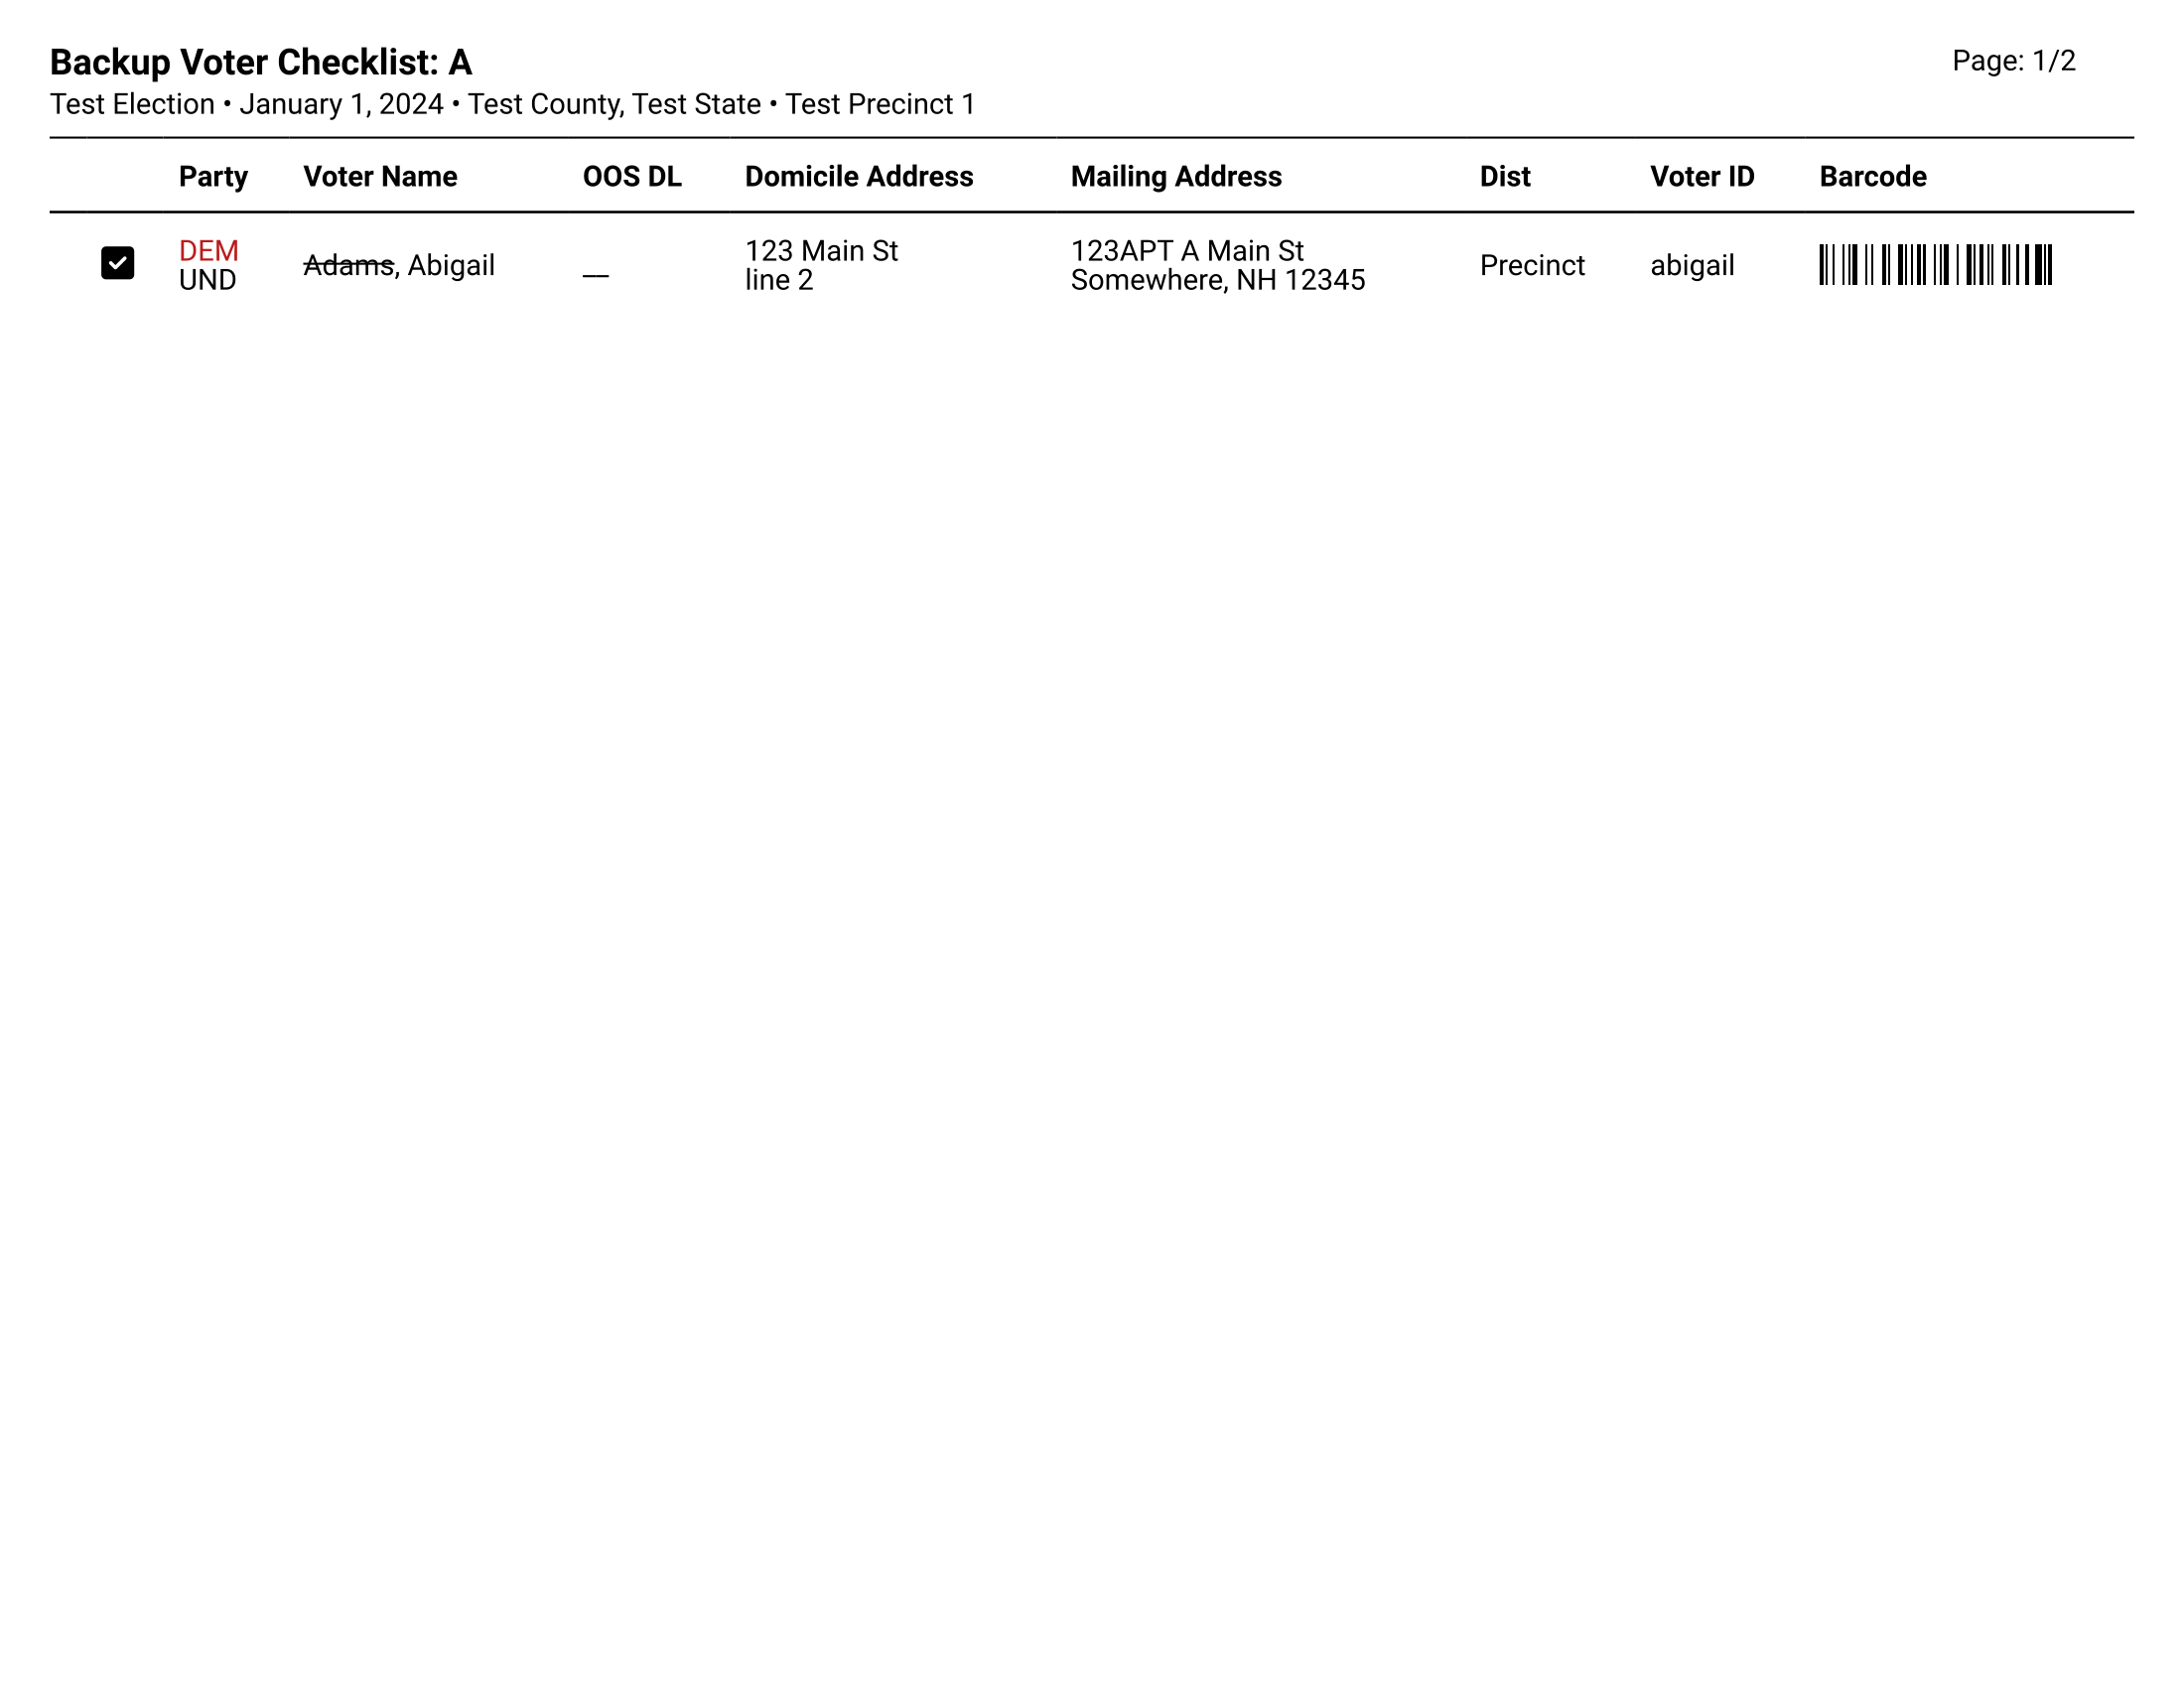 Backup Voter Checklist: A
Page: 1/2
Test Election • January 1, 2024 • Test County, Test State • Test Precinct 1
Party Voter Name OOS DL Domicile Address Mailing Address Dist Voter ID Barcode
DEM
UND
Adams, Abigail
__
123 Main St
line 2
123APT A Main St
Somewhere, NH 12345
Precinct
abigail